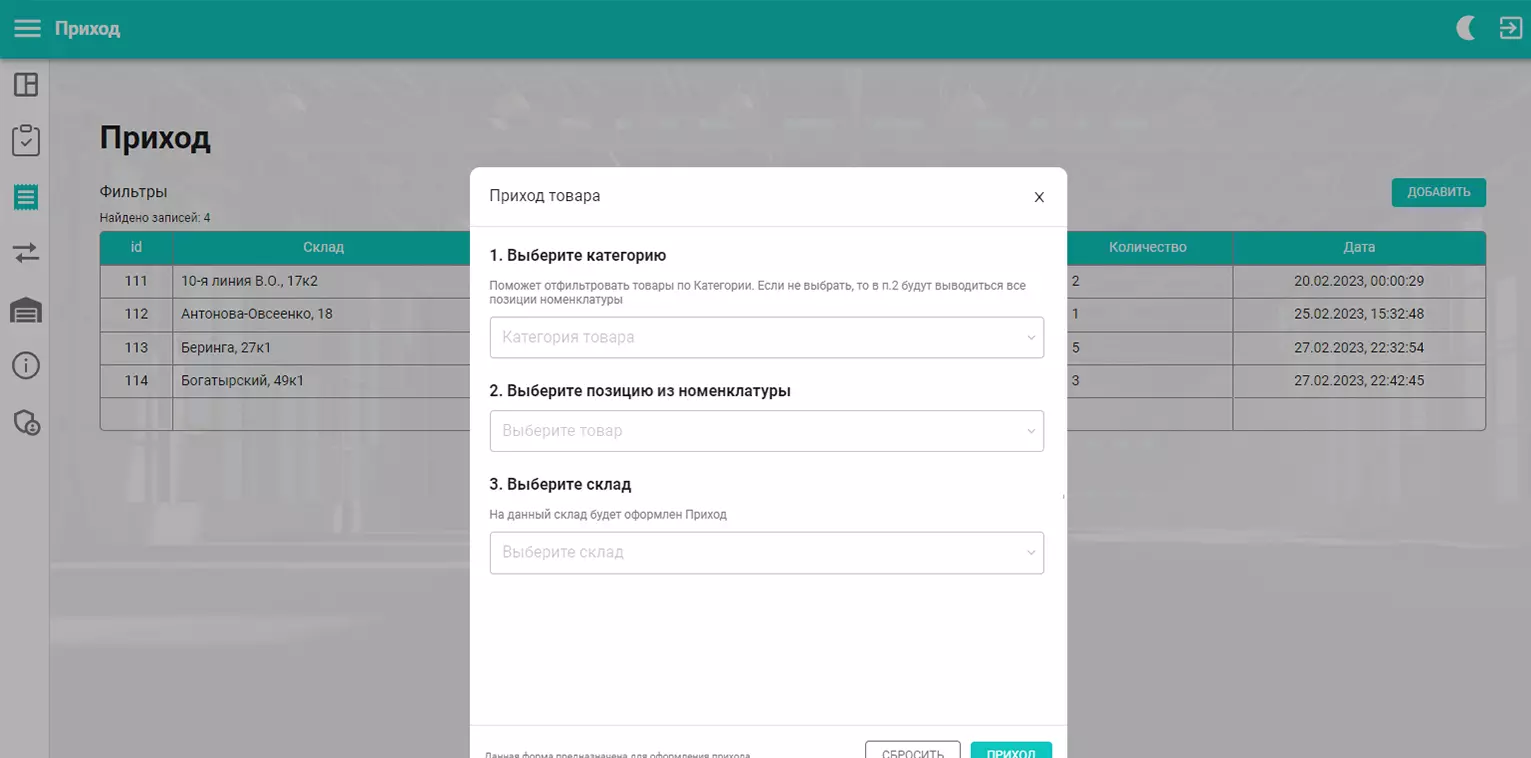 Приход
Приход
Фильтры
ДОБАВИТЬ
Найдено записей: 4
id Склад Количество Дата
111 10-я линия В.О., 17к2 2 20.02.2023, 00:00:29
112 Антонова-Овсеенко, 18 1 25.02.2023, 15:32:48
113 Беринга, 27к1 5 27.02.2023, 22:32:54
114 Богатырский, 49к1 3 27.02.2023, 22:42:45
Приход товара X
1. Выберите категорию
Поможет отфильтровать товары по Категории. Если не выбрать, то в п.2 будут выводиться все
позиции номенклатуры
Категория товара
2. Выберите позицию из номенклатуры
Выберите товар
3. Выберите склад
На данный склад будет оформлен Приход
Выберите склад
Данная форма предназначена для оформления прихода
СБРОСИТЬ ПРИХОД